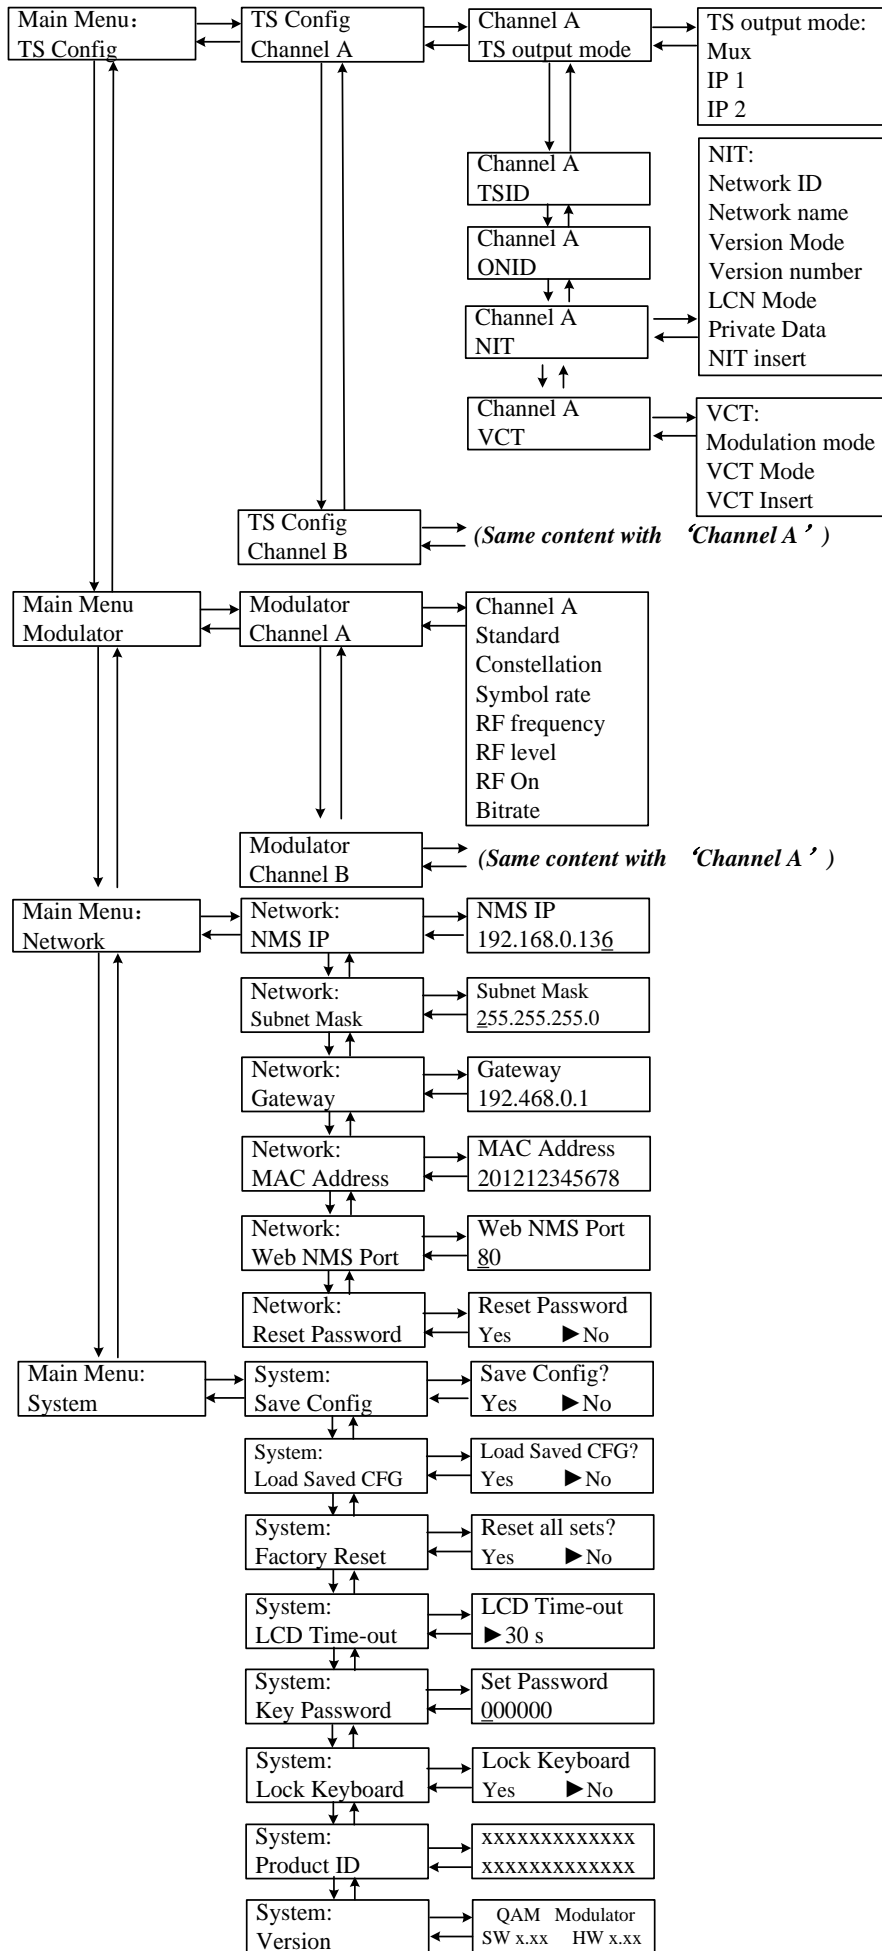 Main Menu:
TS Config
TS Config
Channel A
Channel A
TS output mode
TS output mode:
Mux
IP 1
IP 2
Channel A
TSID
Channel A
ONID
Channel A
NIT
NIT:
Network ID
Network name
Version Mode
Version number
LCN Mode
Private Data
NIT insert
Channel A
VCT
VCT:
Modulation mode
VCT Mode
VCT Insert
TS Config
Channel B
(Same content with ‘Channel A’)
Main Menu
Modulator
Modulator
Channel A
Channel A
Standard
Constellation
Symbol rate
RF frequency
RF level
RF On
Bitrate
Modulator
Channel B
(Same content with ‘Channel A’)
Main Menu:
Network
Network:
NMS IP
NMS IP
192.168.0.136
Network:
Subnet Mask
Subnet Mask
255.255.255.0
Network:
Gateway
Gateway
192.468.0.1
Network:
MAC Address
MAC Address
201212345678
Network:
Web NMS Port
Web NMS Port
80
Network:
Reset Password
Reset Password
Yes ►No
Main Menu:
System
System:
Save Config
Save Config?
Yes ►No
System:
Load Saved CFG
Load Saved CFG?
Yes ►No
System:
Factory Reset
Reset all sets?
Yes ►No
System:
LCD Time-out
LCD Time-out
►30 s
System:
Key Password
Set Password
000000
System:
Lock Keyboard
Lock Keyboard
Yes ►No
System:
Product ID
xxxxxxxxxxxxx
xxxxxxxxxxxxx
System:
Version
QAM Modulator
SW x.xx HW x.xx